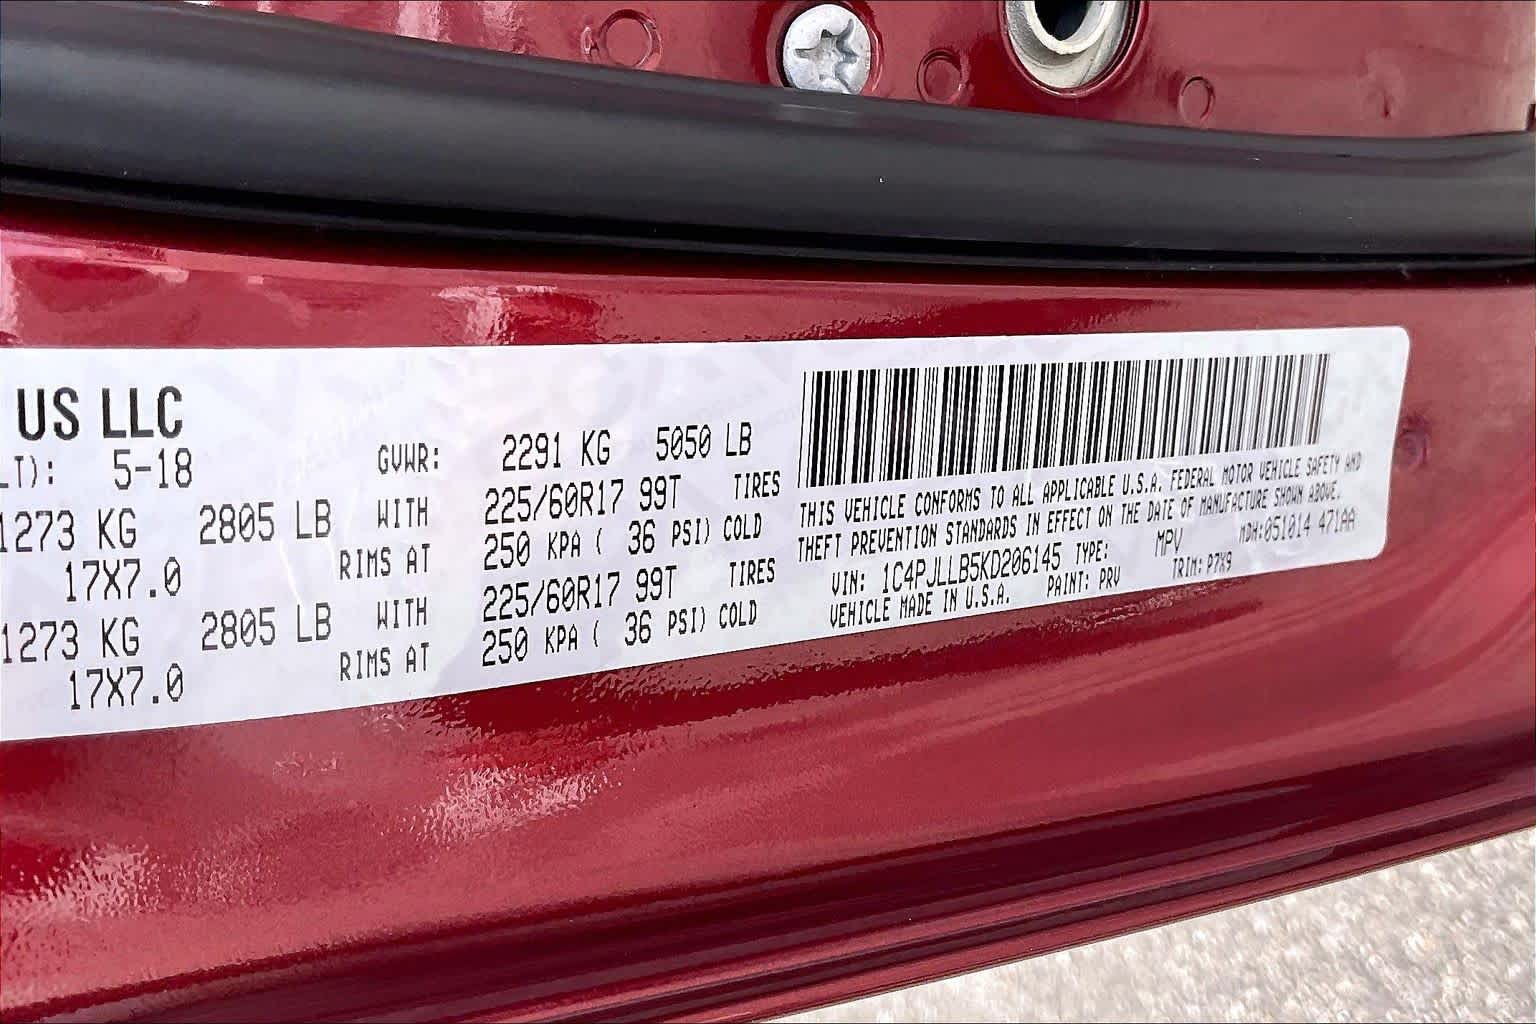 US LLC
LT): 5-18
GVWR: 2291 KG 5050 LB
1273 KG 2805 LB WITH 225/60R17 99T TIRES
17X7.0 RIMS AT 250 KPA ( 36 PSI) COLD
1273 KG 2805 LB WITH 225/60R17 99T TIRES
17X7.0 RIMS AT 250 KPA ( 36 PSI) COLD
THIS VEHICLE CONFORMS TO ALL APPLICABLE U.S.A. FEDERAL MOTOR VEHICLE SAFETY AND
THEFT PREVENTION STANDARDS IN EFFECT ON THE DATE OF MANUFACTURE SHOWN ABOVE.
VIN: 1C4PJLLB5KD206145 TYPE: MPV MDH:051014 471AA
VEHICLE MADE IN U.S.A. PAINT: PRV TRIM: P7X9